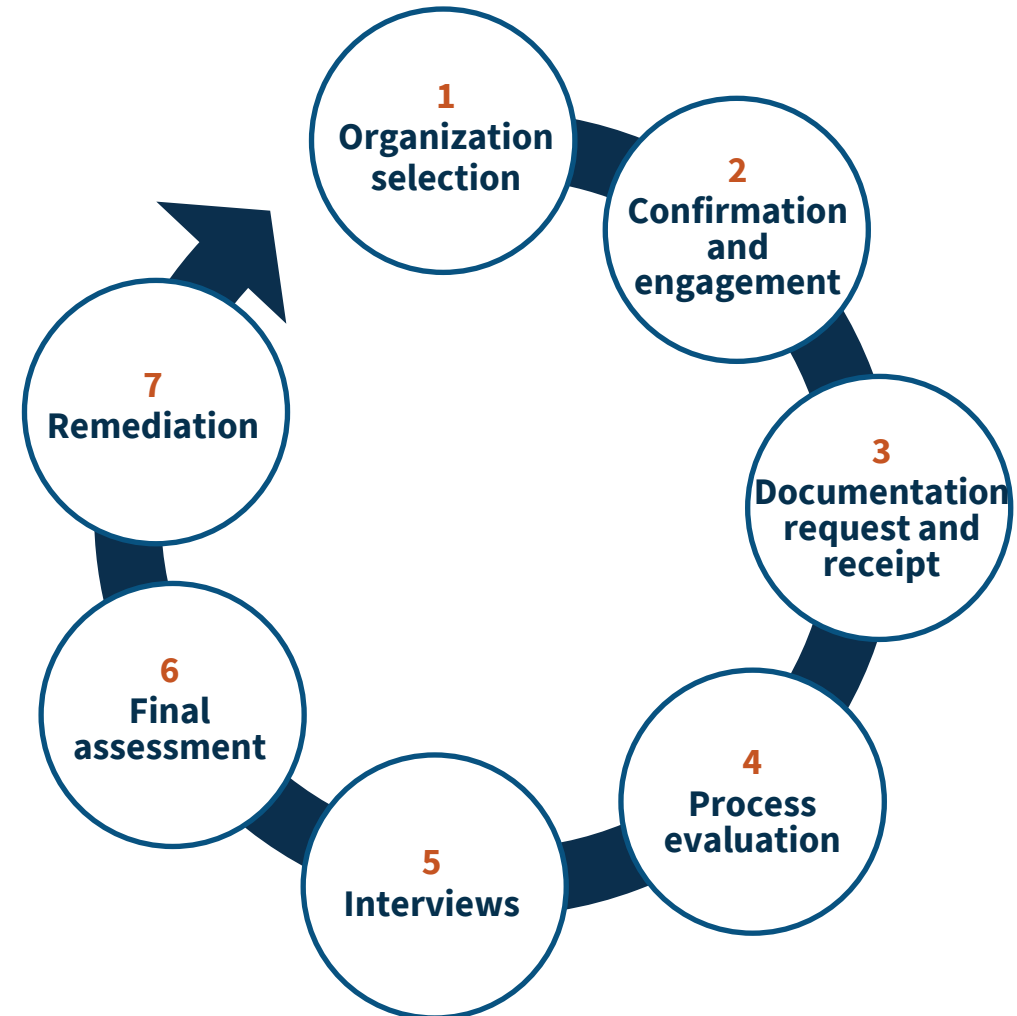 1
Organization
selection
2
Confirmation
and
engagement
3
Documentation
request and
receipt
4
Process
evaluation
5
Interviews
6
Final
assessment
7
Remediation